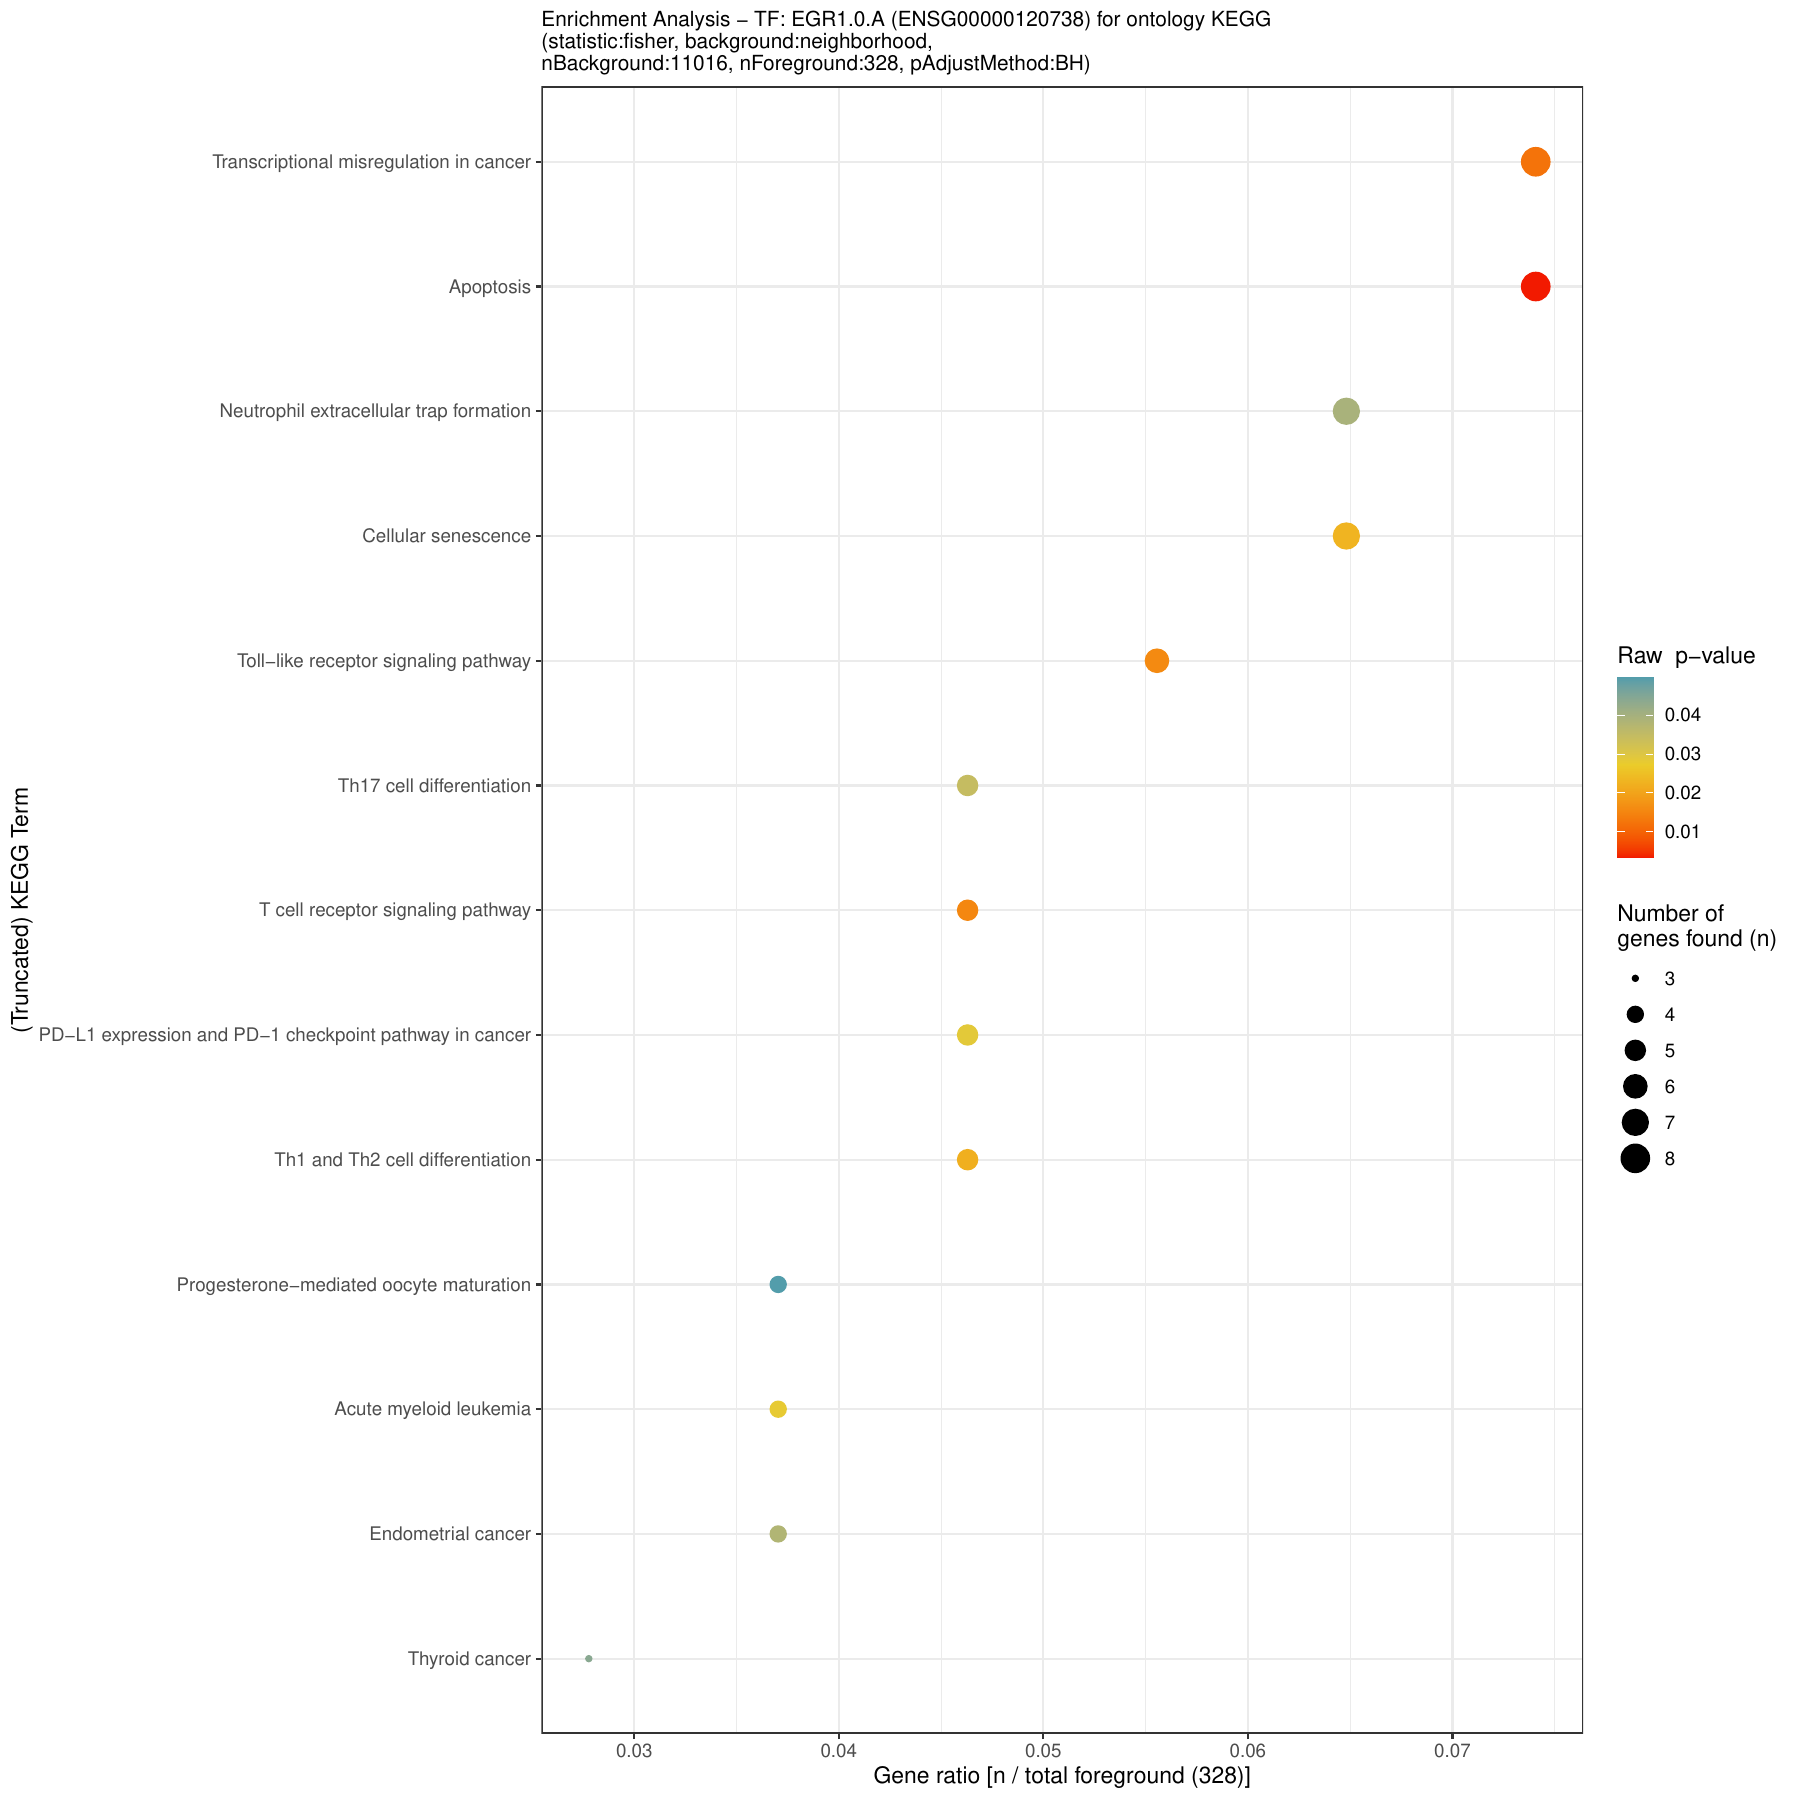 Enrichment Analysis − TF: EGR1.0.A (ENSG00000120738) for ontology KEGG
(statistic:fisher, background:neighborhood,
nBackground:11016, nForeground:328, pAdjustMethod:BH)
(Truncated) KEGG Term
Transcriptional misregulation in cancer
Apoptosis
Neutrophil extracellular trap formation
Cellular senescence
Toll−like receptor signaling pathway
Th17 cell differentiation
T cell receptor signaling pathway
PD−L1 expression and PD−1 checkpoint pathway in cancer
Th1 and Th2 cell differentiation
Progesterone−mediated oocyte maturation
Acute myeloid leukemia
Endometrial cancer
Thyroid cancer
0.03 0.04 0.05 0.06 0.07
Gene ratio [n / total foreground (328)]
Raw p−value
0.04
0.03
0.02
0.01
Number of
genes found (n)
3
4
5
6
7
8